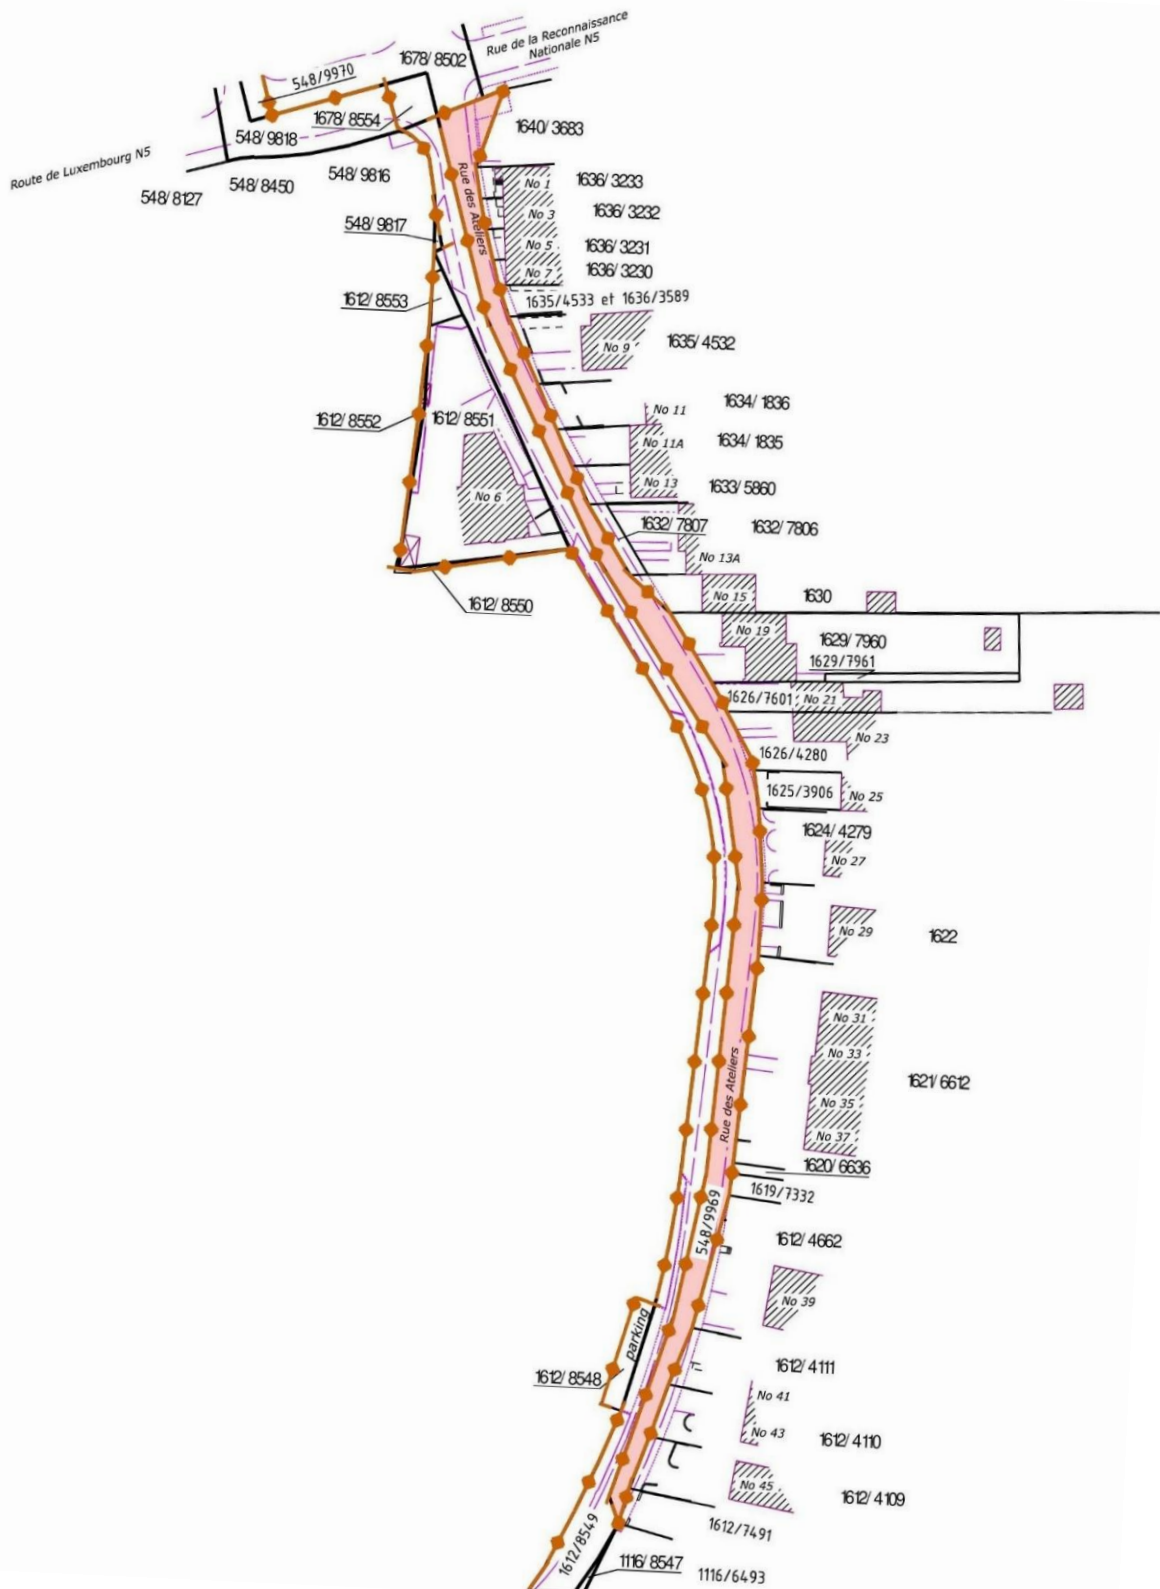 Rue de la Reconnaissance
Nationale N5
1678/8502
548/9970
1678/8554
548/9818
1640/3683
Route de Luxembourg N5
548/8127
548/8450
548/9816
Rue des Ateliers
No 1
1636/3233
No 3
1636/3232
548/9817
No 5
1636/3231
No 7
1636/3230
1612/8553
1635/4533 et 1636/3589
No 9
1635/4532
1634/1836
No 11
1612/8552
1612/8551
No 11A
1634/1835
No 13
1633/5860
No 6
1632/7807
1632/7806
No 13A
1612/8550
No 15
1630
No 19
1629/7960
1629/7961
1626/7601
No 21
No 23
1626/4280
1625/3906
No 25
1624/4279
No 27
No 29
1622
No 31
No 33
1621/6612
Rue des Ateliers
No 35
No 37
1620/6636
1619/7332
548/9969
1612/4662
No 39
parking
1612/8548
1612/4111
No 41
No 43
1612/4110
No 45
1612/4109
1612/7491
1612/8549
1116/8547
1116/6493